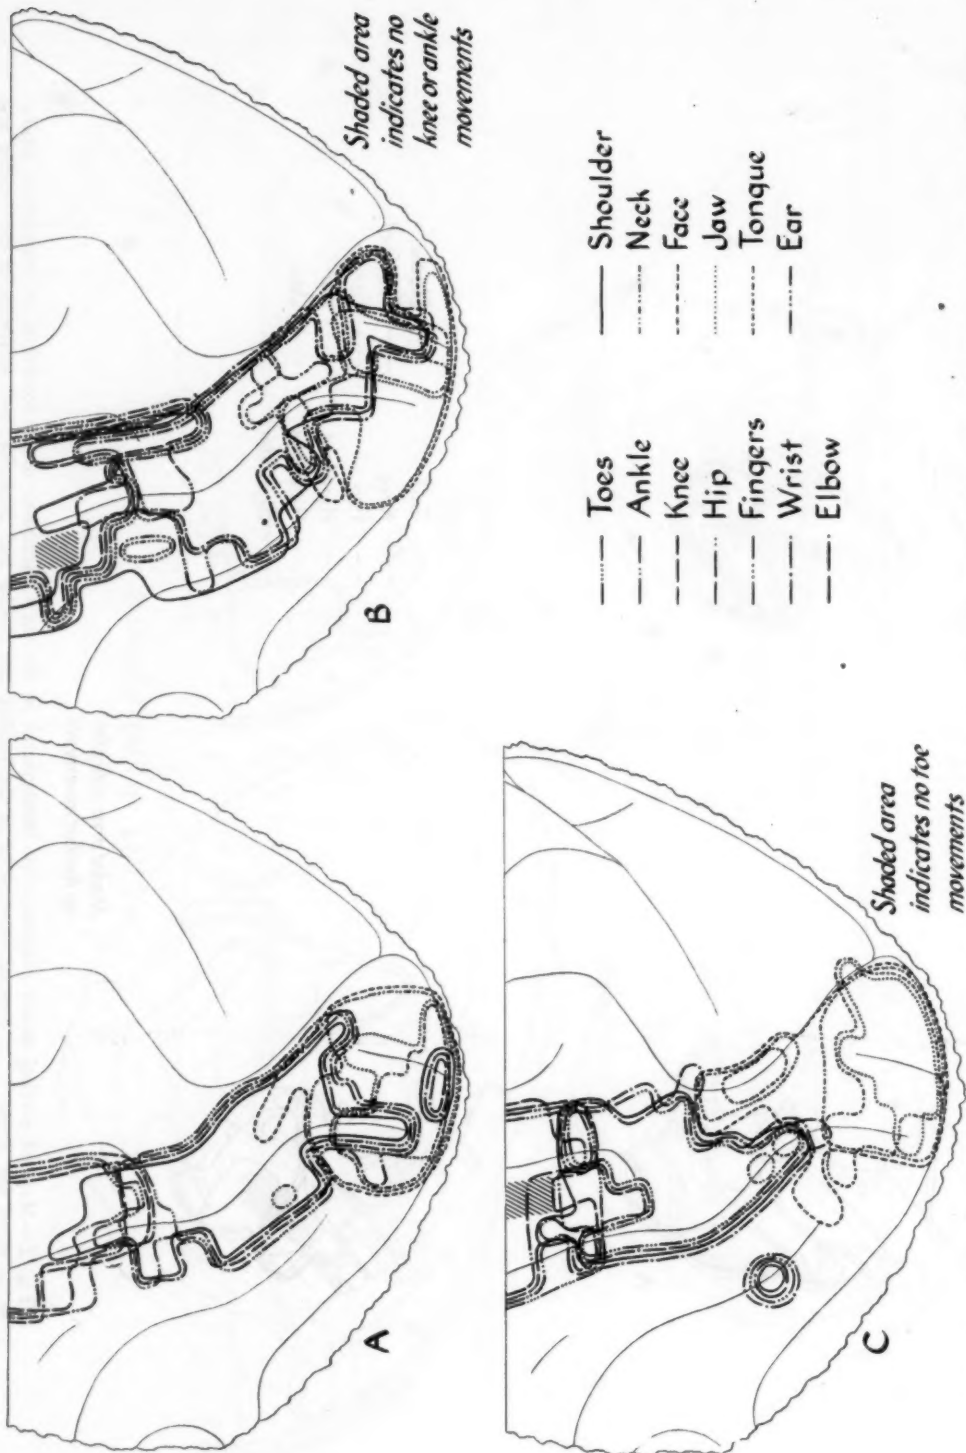 A
B
Shaded area
indicates no
knee or ankle
movements
C
Shaded area
indicates no toe
movements
Toes
Ankle
Knee
Hip
Fingers
Wrist
Elbow
Shoulder
Neck
Face
Jaw
Tongue
Ear